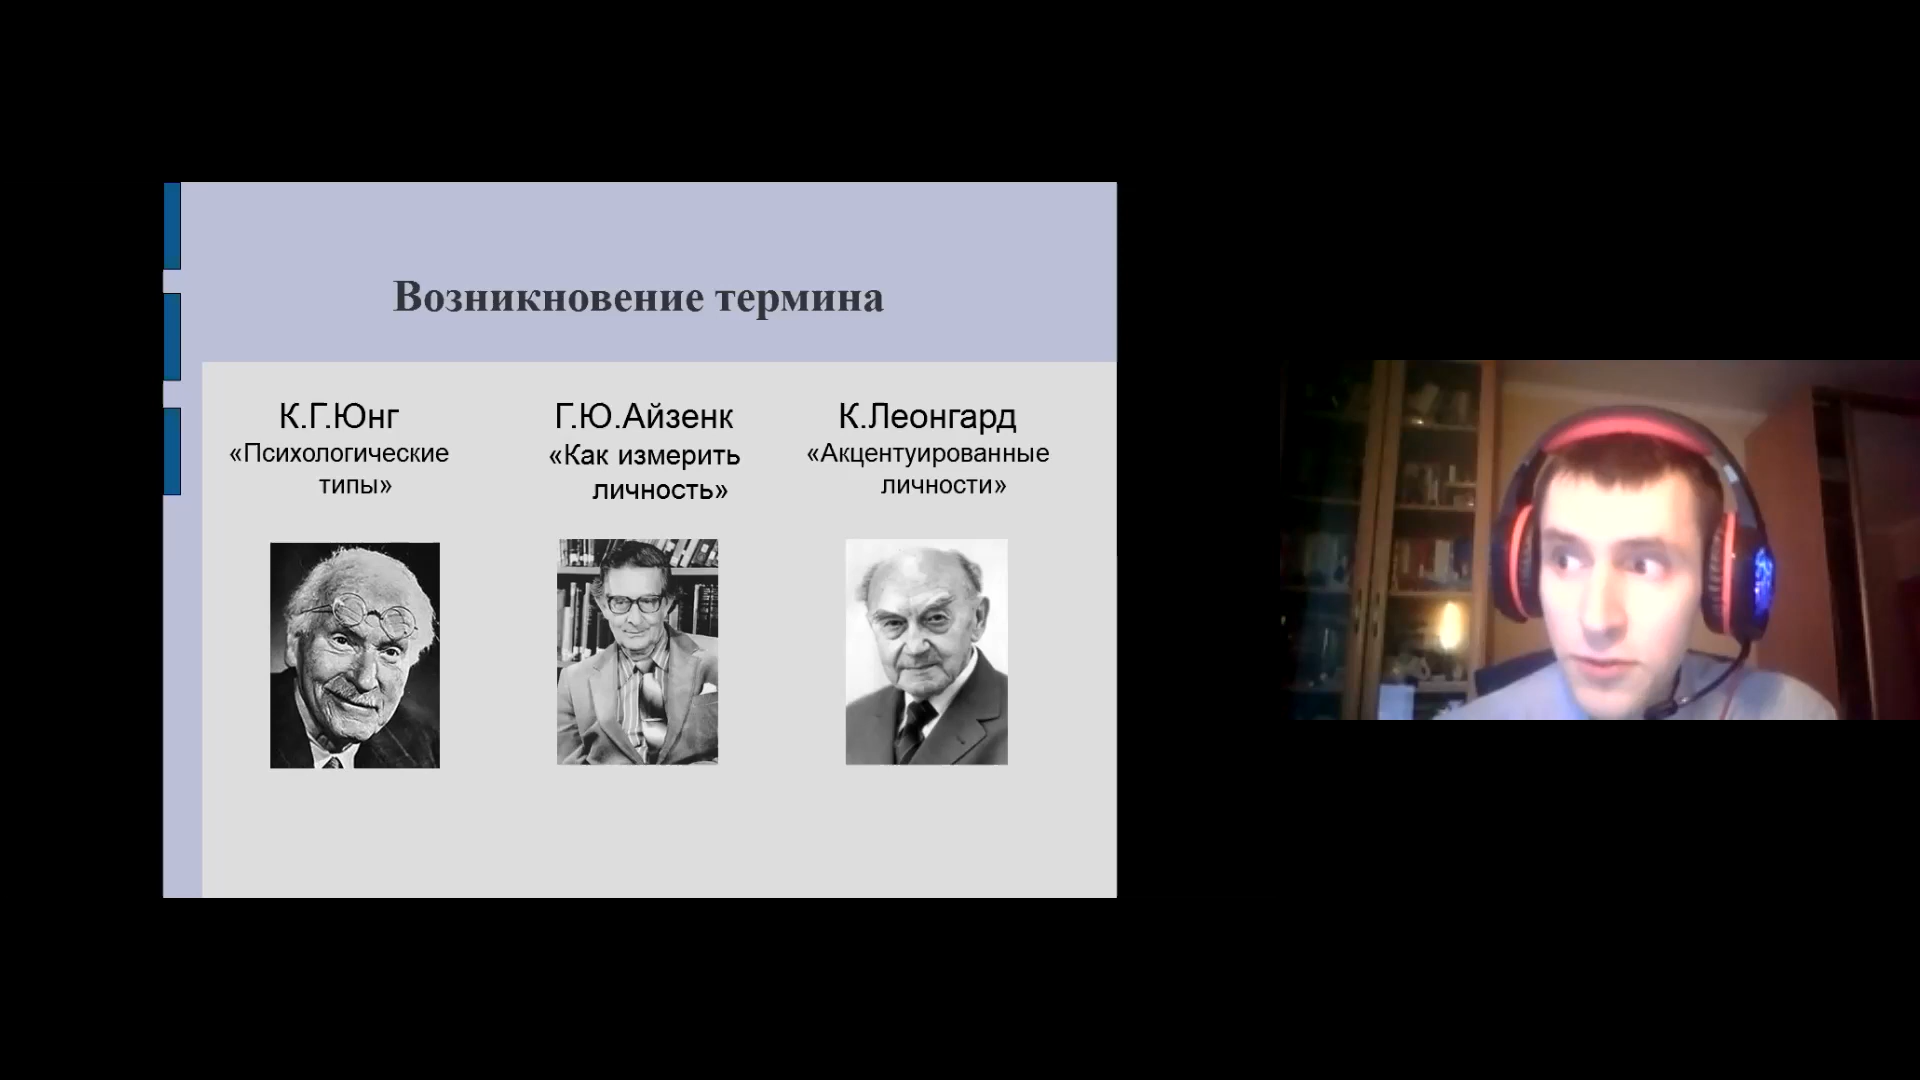 Возникновение термина
К.Г.Юнг
«Психологические
типы»
Г.Ю.Айзенк
«Как измерить
личность»
К.Леонгард
«Акцентуированные
личности»